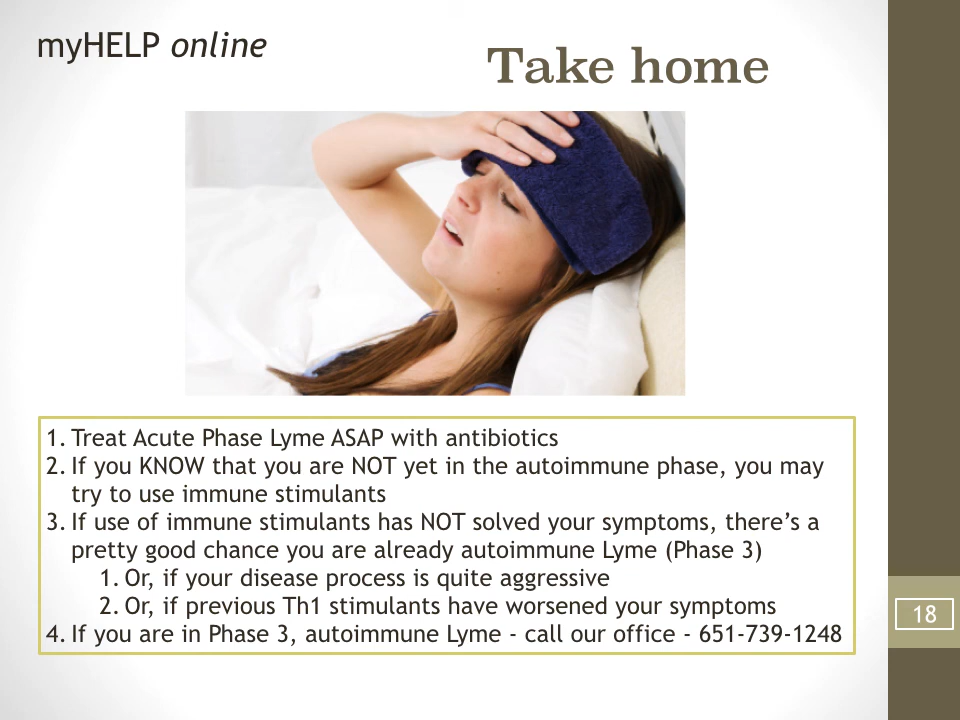 myHELP online
Take home
1. Treat Acute Phase Lyme ASAP with antibiotics
2. If you KNOW that you are NOT yet in the autoimmune phase, you may
try to use immune stimulants
3. If use of immune stimulants has NOT solved your symptoms, there’s a
pretty good chance you are already autoimmune Lyme (Phase 3)
1. Or, if your disease process is quite aggressive
2. Or, if previous Th1 stimulants have worsened your symptoms
4. If you are in Phase 3, autoimmune Lyme - call our office - 651-739-1248
18